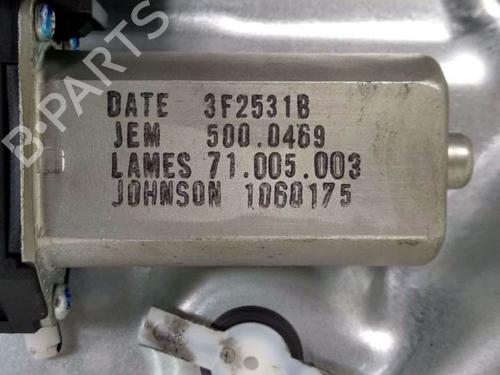 B-PARTS
DATE 3F2531B
JEM 500.0469
LAMES 71.005.003
JOHNSON 1060175